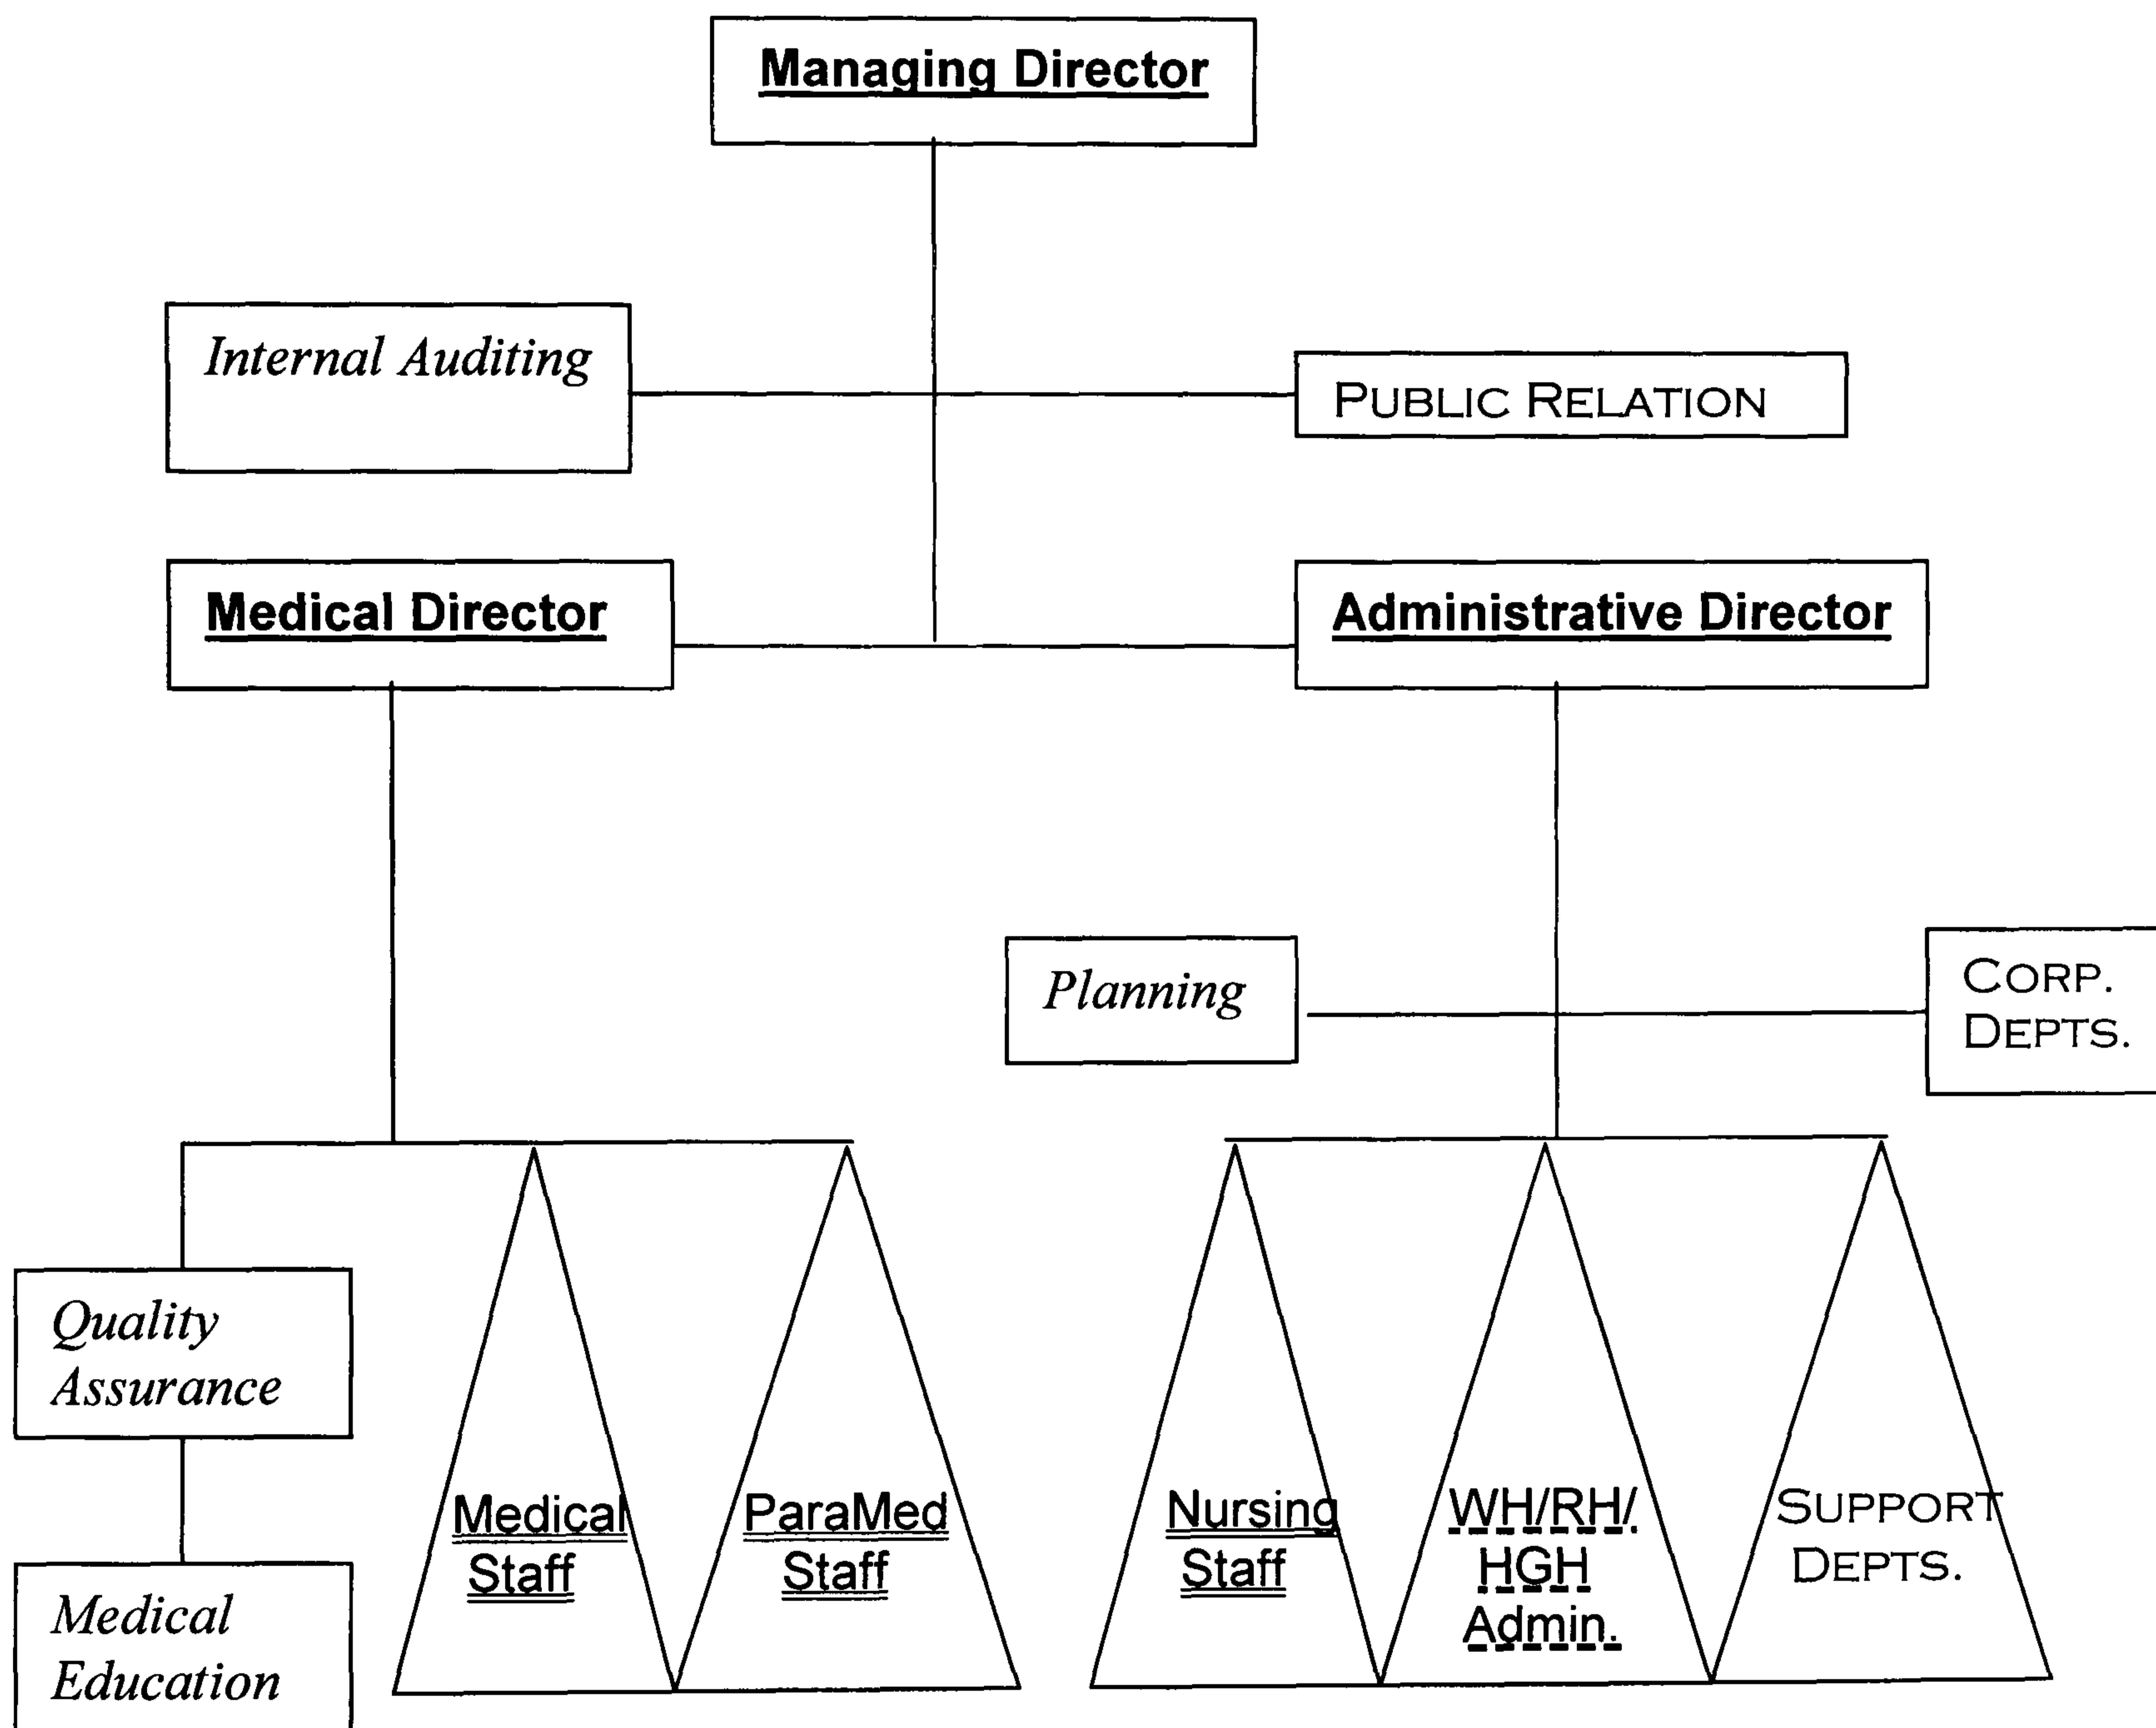 Managing Director
Internal Auditing
PUBLIC RELATION
Medical Director
Administrative Director
Planning
CORP.
DEPTS.
Quality
Assurance
Medical
Staff
ParaMed
Staff
Nursing
Staff
WH/RH/
HGH
Admin.
SUPPORT
DEPTS.
Medical
Education